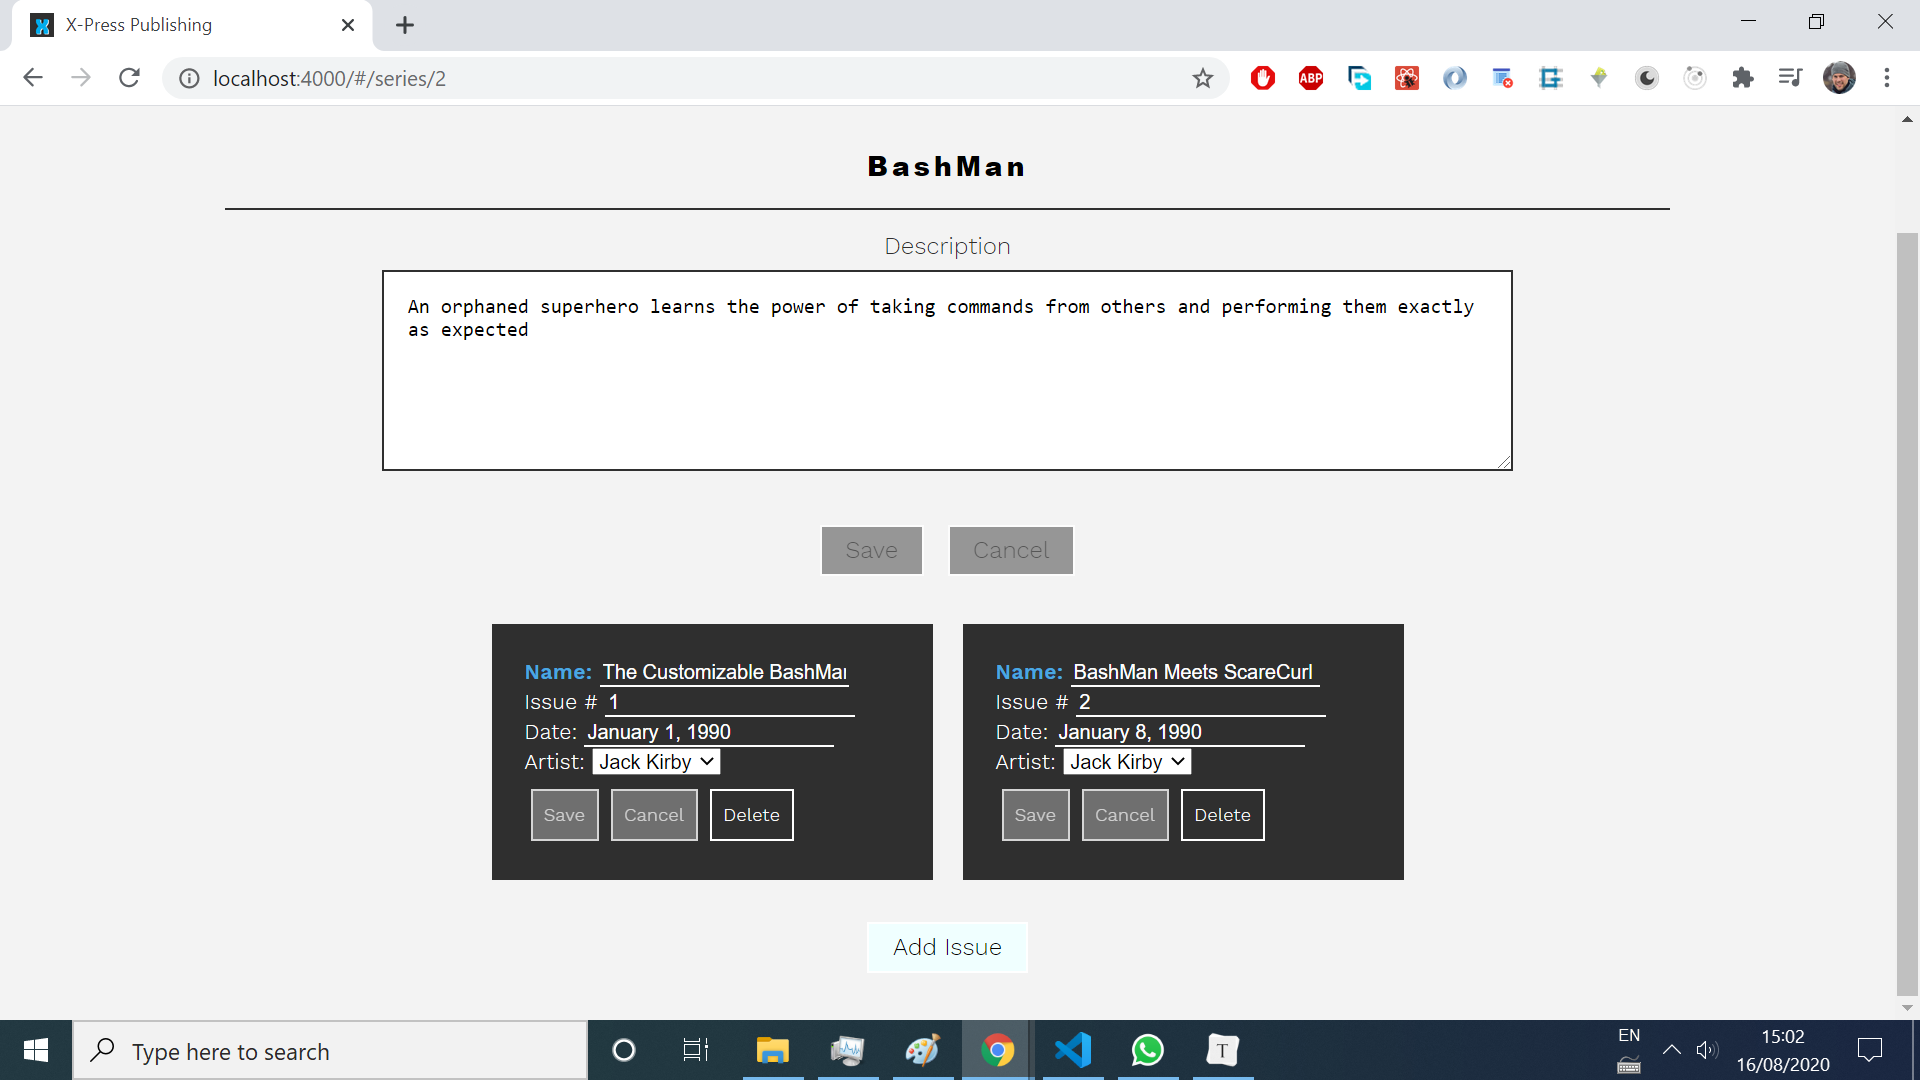 X-Press Publishing
localhost:4000/#/series/2
ABP
BashMan
Description
An orphaned superhero learns the power of taking commands from others and performing them exactly
as expected
Save Cancel
Name: The Customizable BashMan
Issue # 1
Date: January 1, 1990
Artist: Jack Kirby
Save Cancel Delete
Name: BashMan Meets ScareCurl
Issue # 2
Date: January 8, 1990
Artist: Jack Kirby
Save Cancel Delete
Add Issue
Type here to search
T
EN
15:02
16/08/2020